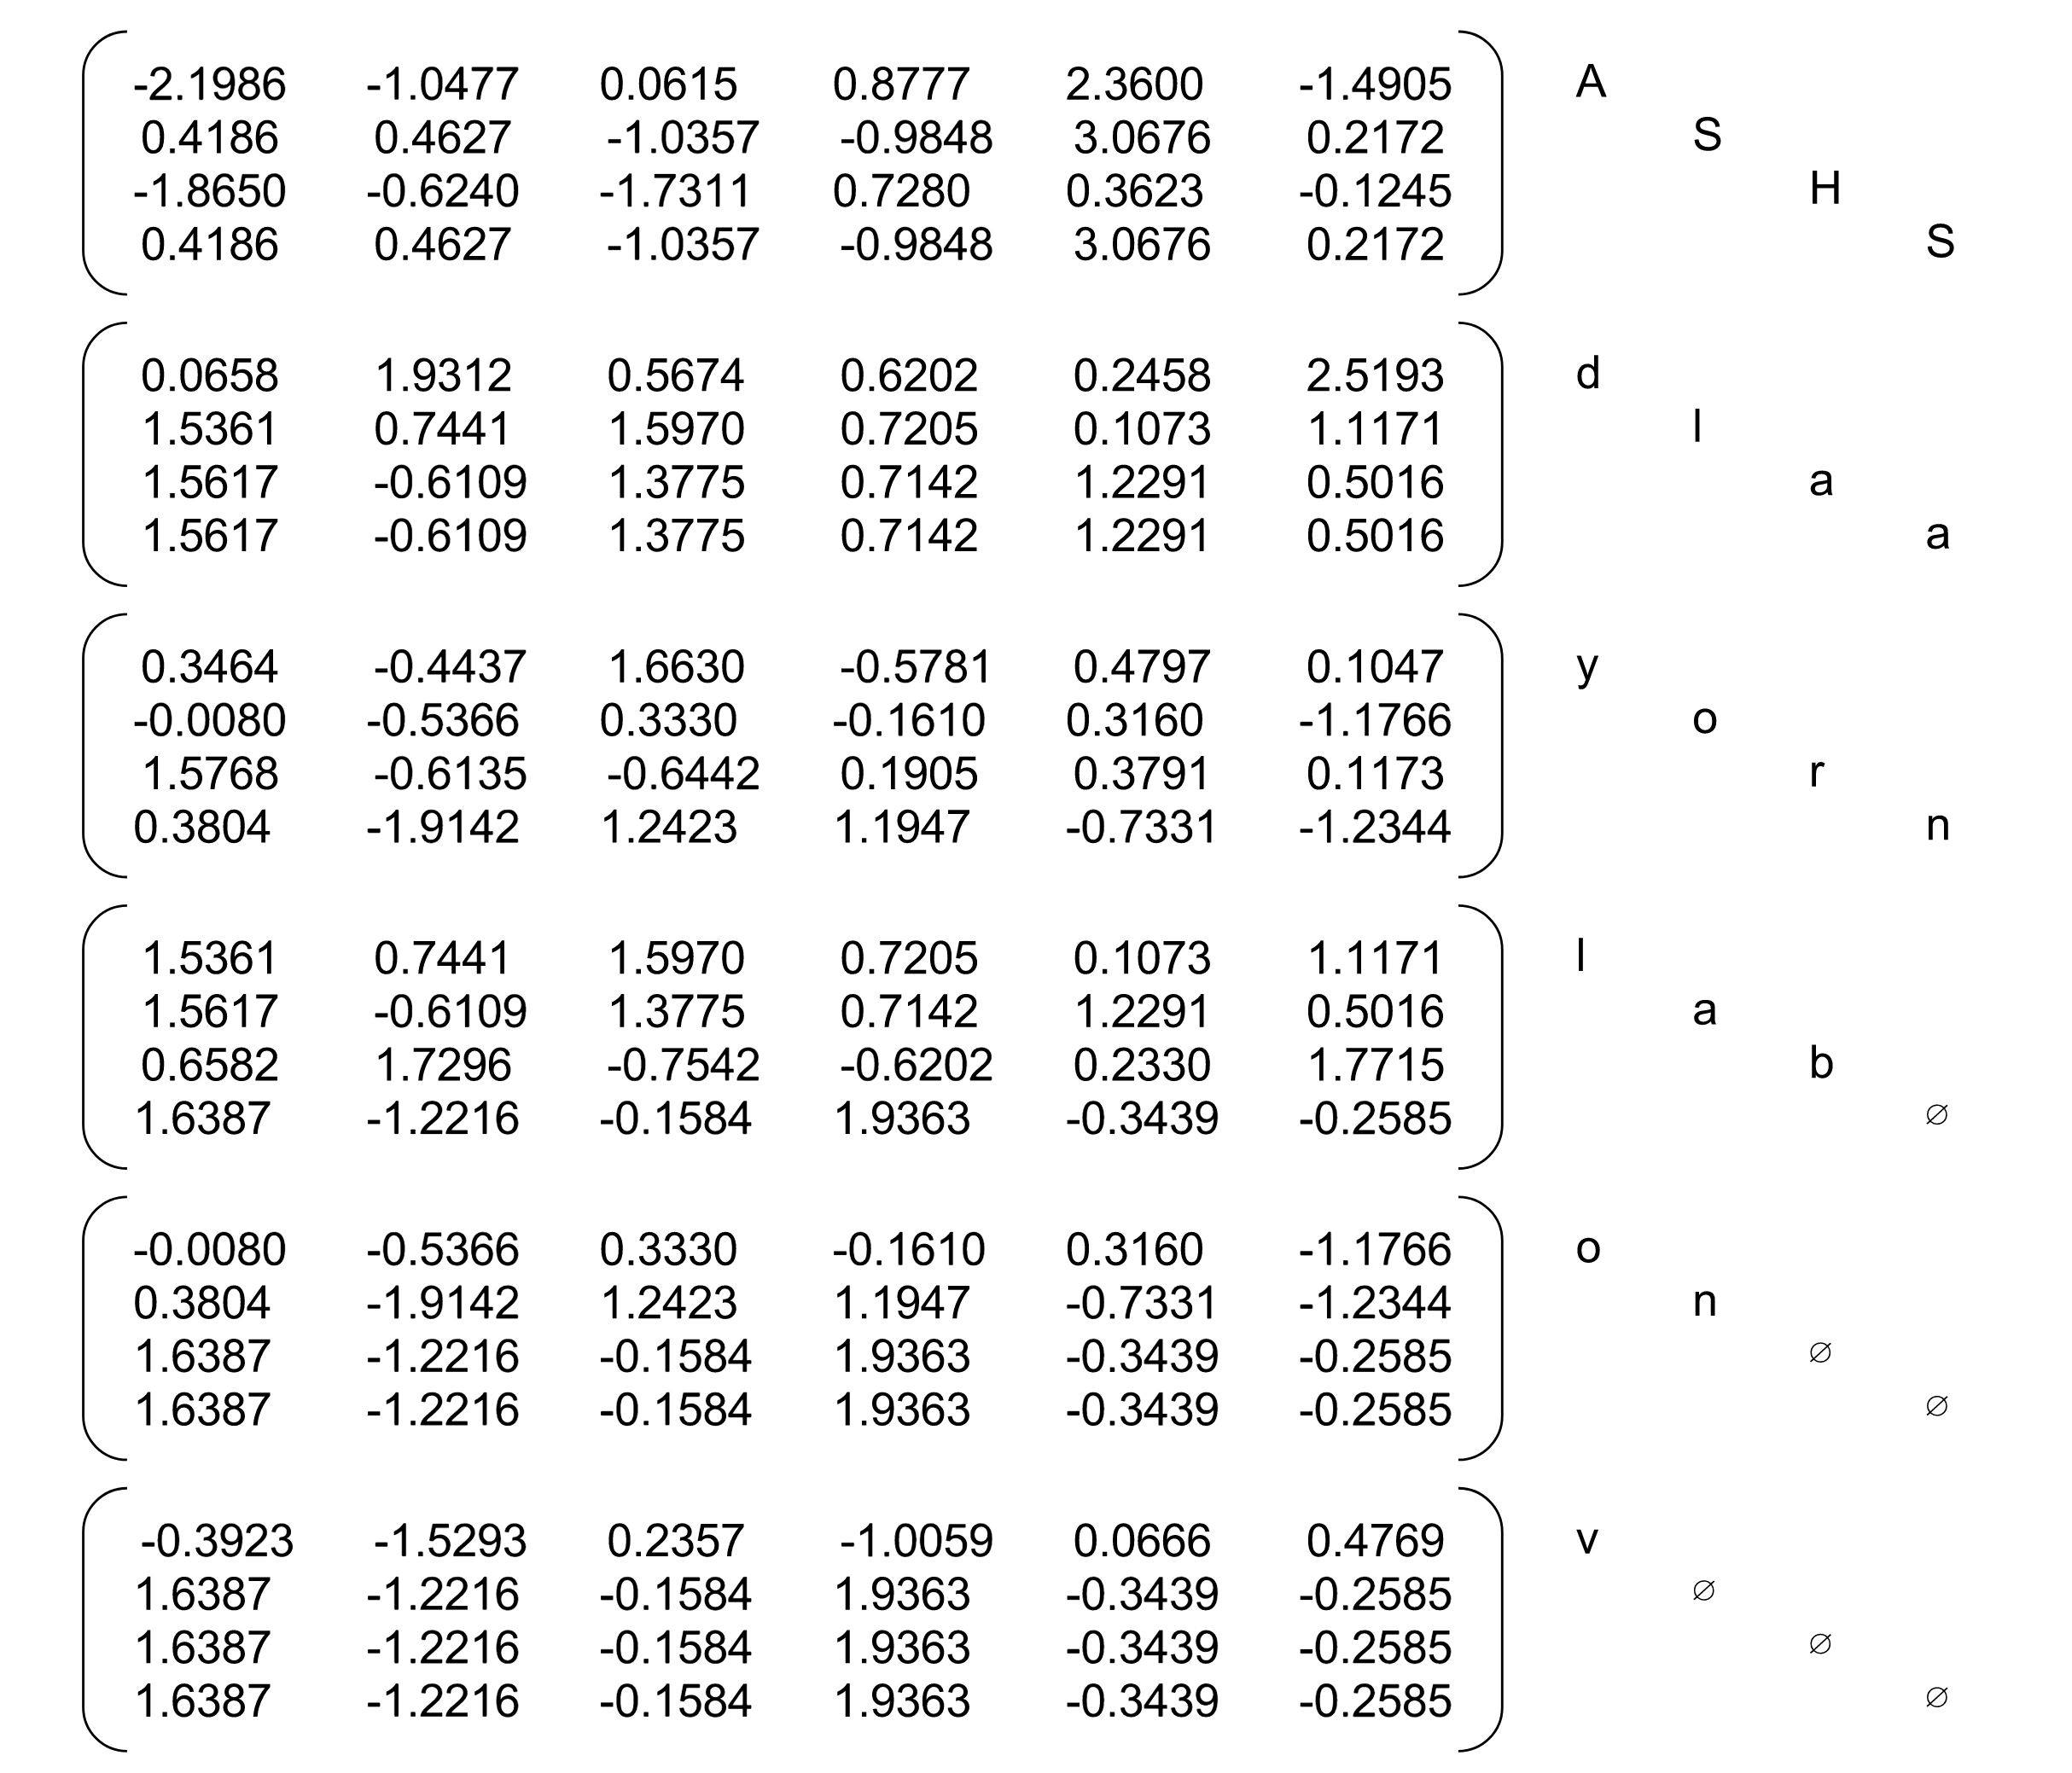 -2.1986 -1.0477 0.0615 0.8777 2.3600 -1.4905 A
0.4186 0.4627 -1.0357 -0.9848 3.0676 0.2172 S
-1.8650 -0.6240 -1.7311 0.7280 0.3623 -0.1245 H
0.4186 0.4627 -1.0357 -0.9848 3.0676 0.2172 S
0.0658 1.9312 0.5674 0.6202 0.2458 2.5193 d
1.5361 0.7441 1.5970 0.7205 0.1073 1.1171 l
1.5617 -0.6109 1.3775 0.7142 1.2291 0.5016 a
1.5617 -0.6109 1.3775 0.7142 1.2291 0.5016 a
0.3464 -0.4437 1.6630 -0.5781 0.4797 0.1047 y
-0.0080 -0.5366 0.3330 -0.1610 0.3160 -1.1766 o
1.5768 -0.6135 -0.6442 0.1905 0.3791 0.1173 r
0.3804 -1.9142 1.2423 1.1947 -0.7331 -1.2344 n
1.5361 0.7441 1.5970 0.7205 0.1073 1.1171 l
1.5617 -0.6109 1.3775 0.7142 1.2291 0.5016 a
0.6582 1.7296 -0.7542 -0.6202 0.2330 1.7715 b
1.6387 -1.2216 -0.1584 1.9363 -0.3439 -0.2585 ∅
-0.0080 -0.5366 0.3330 -0.1610 0.3160 -1.1766 o
0.3804 -1.9142 1.2423 1.1947 -0.7331 -1.2344 n
1.6387 -1.2216 -0.1584 1.9363 -0.3439 -0.2585 ∅
1.6387 -1.2216 -0.1584 1.9363 -0.3439 -0.2585 ∅
-0.3923 -1.5293 0.2357 -1.0059 0.0666 0.4769 v
1.6387 -1.2216 -0.1584 1.9363 -0.3439 -0.2585 ∅
1.6387 -1.2216 -0.1584 1.9363 -0.3439 -0.2585 ∅
1.6387 -1.2216 -0.1584 1.9363 -0.3439 -0.2585 ∅